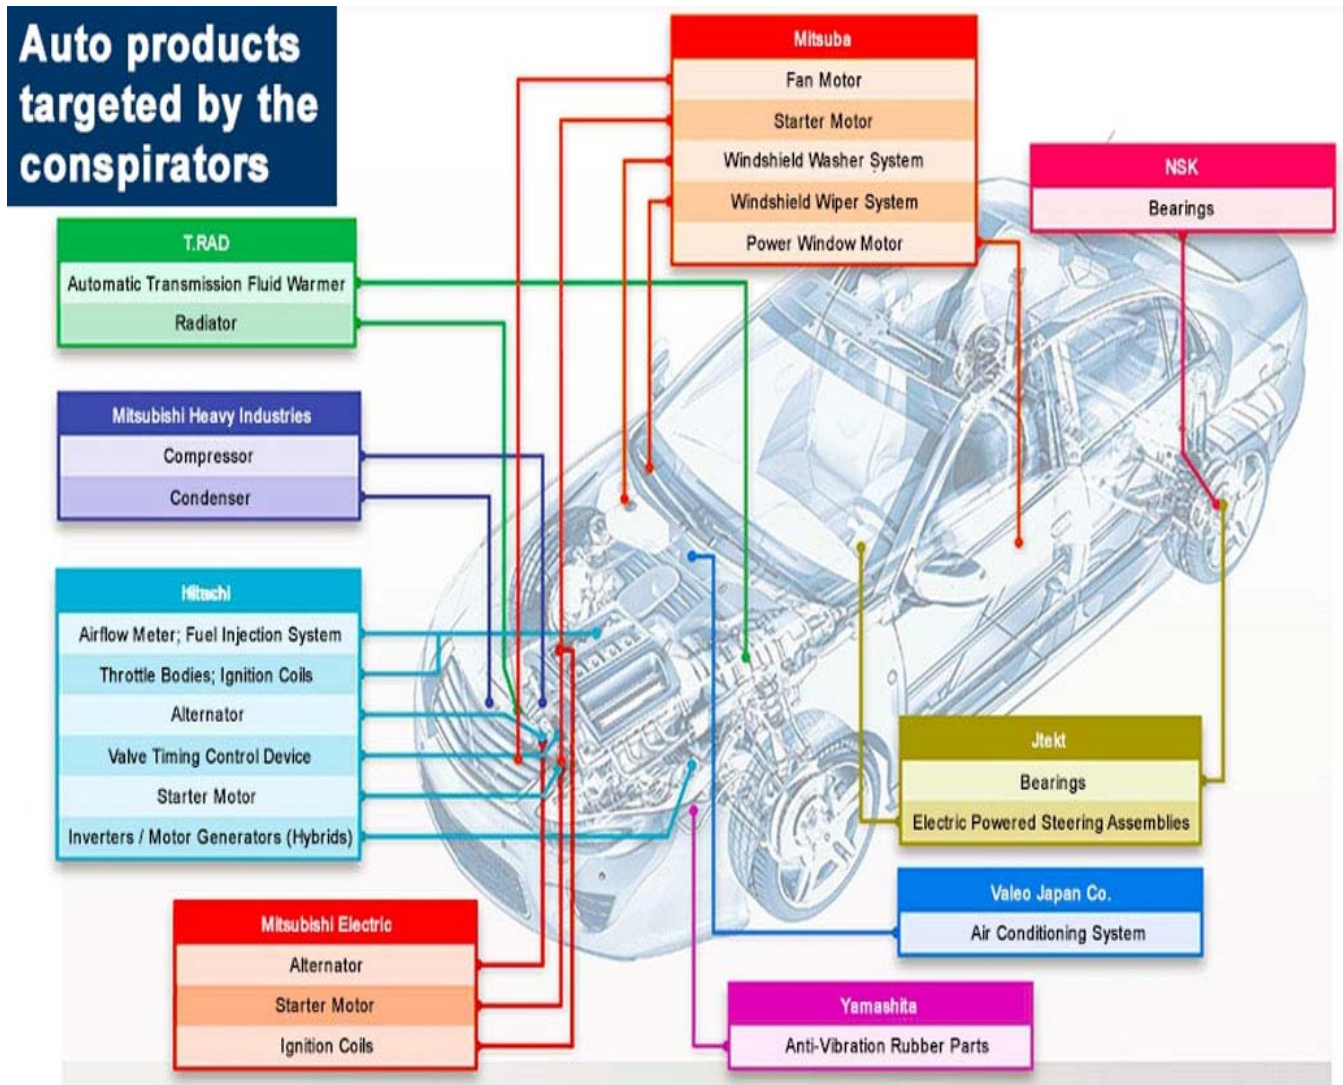 Auto products
targeted by the
conspirators
Mitsuba
Fan Motor
Starter Motor
Windshield Washer System
Windshield Wiper System
Power Window Motor
NSK
Bearings
T.RAD
Automatic Transmission Fluid Warmer
Radiator
Mitsubishi Heavy Industries
Compressor
Condenser
Hitachi
Airflow Meter; Fuel Injection System
Throttle Bodies; Ignition Coils
Alternator
Valve Timing Control Device
Starter Motor
Inverters / Motor Generators (Hybrids)
Jtekt
Bearings
Electric Powered Steering Assemblies
Valeo Japan Co.
Air Conditioning System
Mitsubishi Electric
Alternator
Starter Motor
Ignition Coils
Yamashita
Anti-Vibration Rubber Parts